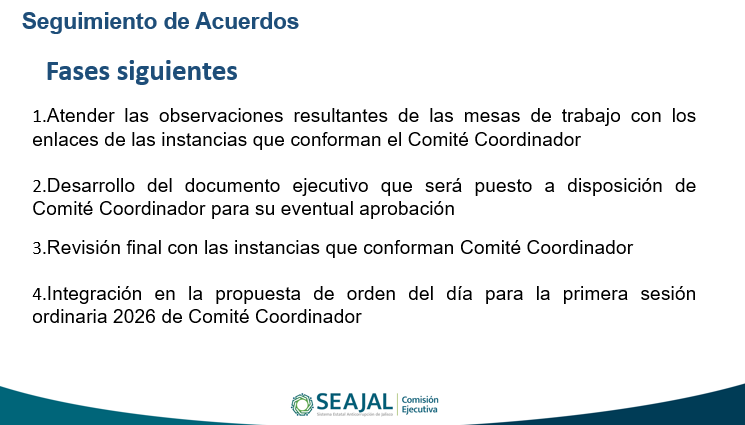 Seguimiento de Acuerdos
Fases siguientes
1.Atender las observaciones resultantes de las mesas de trabajo con los
enlaces de las instancias que conforman el Comité Coordinador
2.Desarrollo del documento ejecutivo que será puesto a disposición de
Comité Coordinador para su eventual aprobación
3.Revisión final con las instancias que conforman Comité Coordinador
4.Integración en la propuesta de orden del día para la primera sesión
ordinaria 2026 de Comité Coordinador
SEAJAL
Sistema Estatal Anticorrupción de Jalisco
Comisión
Ejecutiva